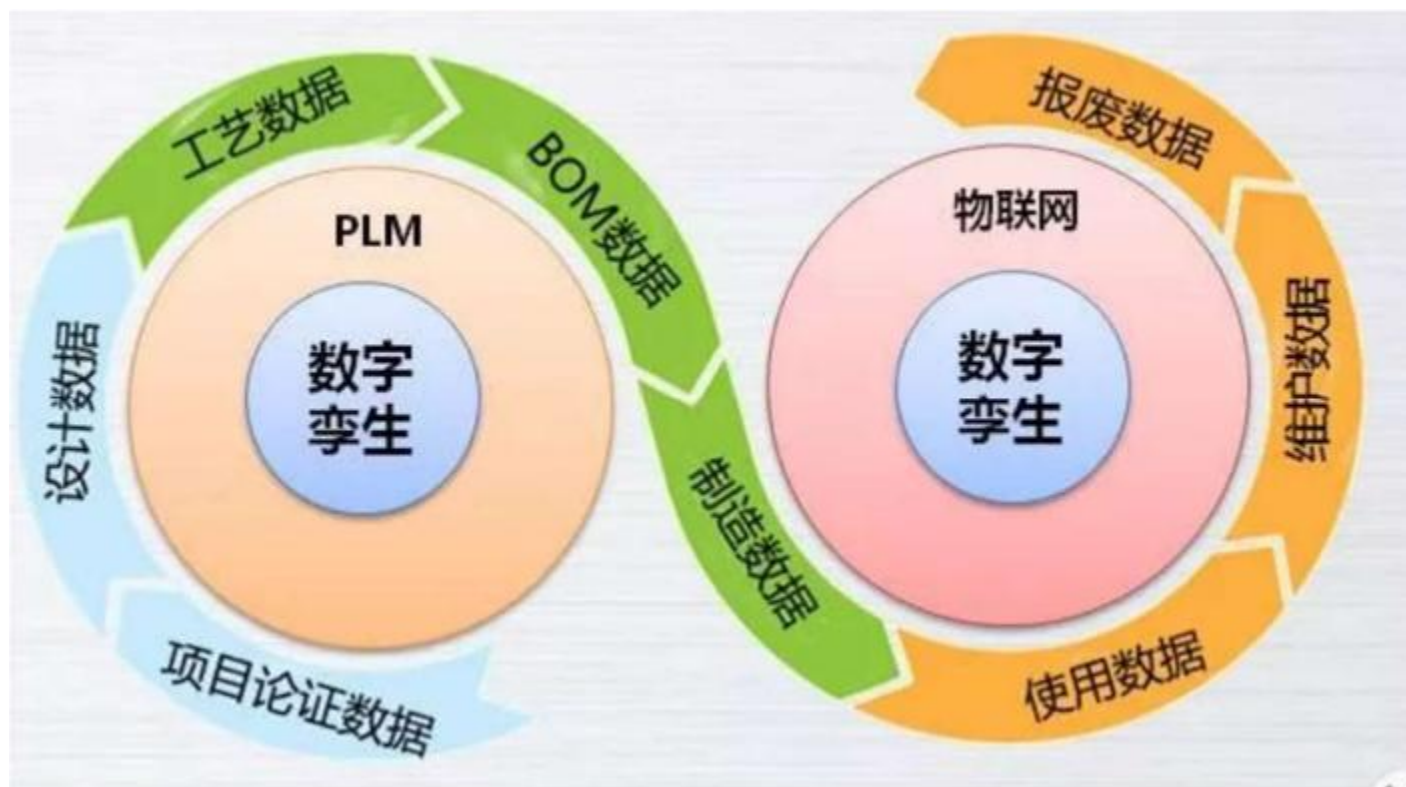 项目论证数据
设计数据
工艺数据
BOM数据
制造数据
使用数据
维护数据
报废数据
PLM
数字
孪生
物联网
数字
孪生